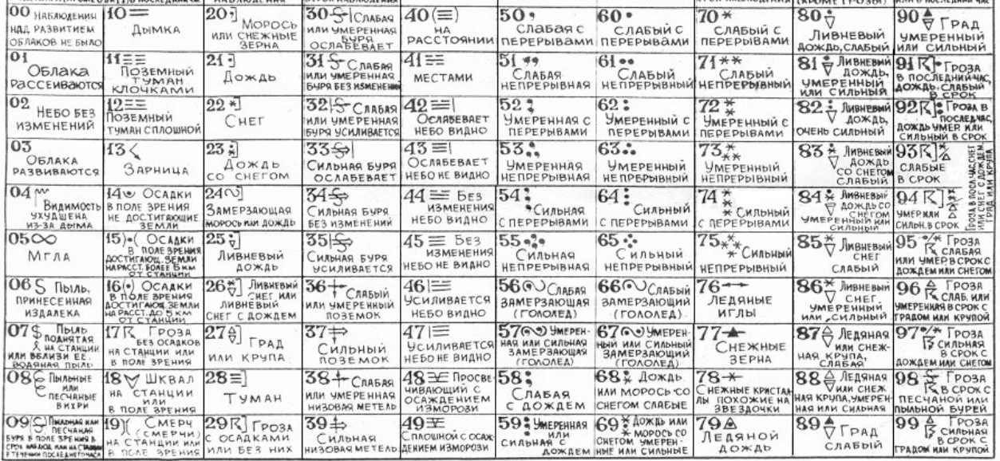 00 НАБЛЮДЕНИЯ
НАД РАЗВИТИЕМ
ОБЛАКОВ НЕ БЫЛО
10
ДЫМКА
20 МОРОСЬ
ИЛИ СНЕЖНЫЕ
ЗЕРНА
30 СЛАБАЯ
ИЛИ УМЕРЕННАЯ
БУРЯ
ОСЛАБЕВАЕТ
40 НА
РАССТОЯНИИ
50
СЛАБАЯ С
ПЕРЕРЫВАМИ
60
СЛАБЫЙ С
ПЕРЕРЫВАМИ
70
СЛАБЫЙ С
ПЕРЕРЫВАМИ
80
ЛИВНЕВЫЙ
ДОЖДЬ, СЛАБЫЙ
90 ГРАД
УМЕРЕННЫЙ
ИЛИ СИЛЬНЫЙ
01
ОБЛАКА
РАССЕИВАЮТСЯ
11
ПОЗЕМНЫЙ
ТУМАН
КЛОЧКАМИ
21
ДОЖДЬ
31 СЛАБАЯ
ИЛИ УМЕРЕННАЯ
БУРЯ БЕЗ ИЗМЕНЕНИЙ
41
МЕСТАМИ
51
СЛАБАЯ
НЕПРЕРЫВНАЯ
61
СЛАБЫЙ
НЕПРЕРЫВНЫЙ
71
СЛАБЫЙ
НЕПРЕРЫВНЫЙ
81 ЛИВНЕВЫЙ
ДОЖДЬ,
УМЕРЕННЫЙ
ИЛИ СИЛЬНЫЙ
91 ГРОЗА
В ПОСЛЕДНИЙ ЧАС,
ДОЖДЬ СЛАБЫЙ
В СРОК
02 НЕБО БЕЗ
ИЗМЕНЕНИЙ
12
ПОЗЕМНЫЙ
ТУМАН СПЛОШНОЙ
22
СНЕГ
32 СЛАБАЯ
ИЛИ УМЕРЕННАЯ
БУРЯ УСИЛИВАЕТСЯ
42
ОСЛАБЕВАЕТ
НЕБО ВИДНО
52
УМЕРЕННАЯ С
ПЕРЕРЫВАМИ
62
УМЕРЕННЫЙ С
ПЕРЕРЫВАМИ
72
УМЕРЕННЫЙ С
ПЕРЕРЫВАМИ
82 ЛИВНЕВЫЙ
ДОЖДЬ,
ОЧЕНЬ СИЛЬНЫЙ
92 ГРОЗА В
ПОСЛЕД. ЧАС,
ДОЖДЬ УМЕР. ИЛИ
СИЛЬНЫЙ В СРОК
03
ОБЛАКА
РАЗВИВАЮТСЯ
13
ЗАРНИЦА
23
ДОЖДЬ
СО СНЕГОМ
33
СИЛЬНАЯ БУРЯ
ОСЛАБЕВАЕТ
43
ОСЛАБЕВАЕТ
НЕБО НЕ ВИДНО
53
УМЕРЕННАЯ
НЕПРЕРЫВНАЯ
63
УМЕРЕННЫЙ
НЕПРЕРЫВНЫЙ
73
УМЕРЕННЫЙ
НЕПРЕРЫВНЫЙ
83 ЛИВНЕВЫЙ
ДОЖДЬ
СО СНЕГОМ
СЛАБЫЙ
93
СЛАБЫЕ
В СРОК
ГРОЗА В ПОСЛ. ЧАС, СНЕГ
ИЛИ СНЕГ С ДОЖДЕМ,
ГРАД ИЛИ КРУПА
04
ВИДИМОСТЬ
УХУДШЕНА
ИЗ-ЗА ДЫМА
14 ОСАДКИ
В ПОЛЕ ЗРЕНИЯ
НЕ ДОСТИГАЮЩИЕ
ЗЕМЛИ
24
ЗАМЕРЗАЮЩАЯ
МОРОСЬ ИЛИ ДОЖДЬ
34
СИЛЬНАЯ БУРЯ
БЕЗ ИЗМЕНЕНИЙ
44 БЕЗ
ИЗМЕНЕНИЯ
НЕБО ВИДНО
54
СИЛЬНАЯ
С ПЕРЕРЫВАМИ
64
СИЛЬНЫЙ
С ПЕРЕРЫВАМИ
74
СИЛЬНЫЙ
С ПЕРЕРЫВАМИ
84 ЛИВНЕВЫЙ
ДОЖДЬ СО
СНЕГОМ
УМЕРЕННЫЙ ИЛИ
СИЛЬНЫЙ
94
УМЕР ИЛИ
СИЛЬН. В СРОК
05
МГЛА
15 ОСАДКИ
В ПОЛЕ ЗРЕНИЯ
ДОСТИГАЮЩ. ЗЕМЛИ
НА РАССТ. БОЛЕЕ 5 КМ
ОТ СТАНЦИИ
25
ЛИВНЕВЫЙ
ДОЖДЬ
35
СИЛЬНАЯ БУРЯ
УСИЛИВАЕТСЯ
45 БЕЗ
ИЗМЕНЕНИЯ
НЕБО НЕ ВИДНО
55
СИЛЬНАЯ
НЕПРЕРЫВНАЯ
65
СИЛЬНЫЙ
НЕПРЕРЫВНЫЙ
75
СИЛЬНЫЙ
НЕПРЕРЫВНЫЙ
85 ЛИВНЕВЫЙ
СНЕГ
СЛАБЫЙ
95 ГРОЗА
СЛАБАЯ
ИЛИ УМЕР В СРОК С
ДОЖДЕМ ИЛИ СНЕГОМ
06 ПЫЛЬ,
ПРИНЕСЕННАЯ
ИЗДАЛЕКА
16 ОСАДКИ
В ПОЛЕ ЗРЕНИЯ
ДОСТИГАЮЩ. ЗЕМЛИ
НА РАССТ. ДО 5 КМ
ОТ СТАНЦИИ
26 ЛИВНЕВЫЙ
СНЕГ ИЛИ
ЛИВНЕВЫЙ
СНЕГ С ДОЖДЕМ
36 СЛАБЫЙ
ИЛИ УМЕРЕННЫЙ
ПОЗЕМОК
46
УСИЛИВАЕТСЯ
НЕБО ВИДНО
56 СЛАБАЯ
ЗАМЕРЗАЮЩАЯ
(ГОЛОЛЕД)
66 СЛАБЫЙ
ЗАМЕРЗАЮЩИЙ
(ГОЛОЛЕД)
76
ЛЕДЯНЫЕ
ИГЛЫ
86 ЛИВНЕВЫЙ
СНЕГ.
УМЕРЕННЫЙ
ИЛИ СИЛЬНЫЙ
96 ГРОЗА
СЛАБ. ИЛИ
УМЕРЕННАЯ В СРОК С
ГРАДОМ ИЛИ КРУПОЙ
07 ПЫЛЬ
ПОДНЯТАЯ
НА СТАНЦИИ
ИЛИ ВБЛИЗИ ЕЕ.
ВОДЯНАЯ ПЫЛЬ
17 ГРОЗА
БЕЗ ОСАДКОВ
НА СТАНЦИИ ИЛИ
В ПОЛЕ ЗРЕНИЯ
27 ГРАД
ИЛИ КРУПА
37
СИЛЬНЫЙ
ПОЗЕМОК
47
УСИЛИВАЕТСЯ
НЕБО НЕ ВИДНО
57 УМЕРЕН-
НАЯ ИЛИ СИЛЬНАЯ
ЗАМЕРЗАЮЩАЯ
(ГОЛОЛЕД)
67 УМЕРЕН-
НЫЙ ИЛИ СИЛЬНЫЙ
ЗАМЕРЗАЮЩИЙ
(ГОЛОЛЕД)
77
СНЕЖНЫЕ
ЗЕРНА
87 ЛЕДЯНАЯ
ИЛИ СНЕЖ-
НАЯ КРУПА,
СЛАБАЯ
97 ГРОЗА
СИЛЬНАЯ
В СРОК С
ДОЖДЕМ ИЛИ СНЕГОМ
08 ПЫЛЬНЫЕ
ИЛИ
ПЕСЧАНЫЕ
ВИХРИ
18 ШКВАЛ
НА СТАНЦИИ
ИЛИ
В ПОЛЕ ЗРЕНИЯ
28
ТУМАН
38 СЛАБАЯ
ИЛИ УМЕРЕННАЯ
НИЗОВАЯ МЕТЕЛЬ
48 ПРОСВЕ-
ЧИВАЮЩИЙ С
ОСАЖДЕНИЕМ
ИЗМОРОЗИ
58
СЛАБАЯ
С ДОЖДЕМ
68 ДОЖДЬ
ИЛИ МОРОСЬ СО
СНЕГОМ СЛАБЫЕ
78
СНЕЖНЫЕ КРИСТАЛ-
ЛЫ ПОХОЖИЕ НА
ЗВЕЗДОЧКИ
88 ЛЕДЯНАЯ
ИЛИ СНЕЖ
НАЯ КРУПА, УМЕРЕН-
НАЯ ИЛИ СИЛЬНАЯ
98 ГРОЗА
В СРОК С
ПЕСЧАНОЙ ИЛИ
ПЫЛЬНОЙ БУРЕЙ
09 ПЫЛЬНАЯ ИЛИ
ПЕСЧАНАЯ
БУРЯ В ПОЛЕ ЗРЕНИЯ В
СРОК НАБЛЮД. ИЛИ НА СТАНЦИИ
В ТЕЧЕНИИ ПОСЛЕДНЕГО ЧАСА
19 СМЕРЧ
(СМЕРЧИ)
НА СТАНЦИИ ИЛИ
В ПОЛЕ ЗРЕНИЯ
29 ГРОЗА
С ОСАДКАМИ
ИЛИ БЕЗ НИХ
39
СИЛЬНАЯ
НИЗОВАЯ МЕТЕЛЬ
49
СПЛОШНОЙ С ОСАЖ-
ДЕНИЕМ ИЗМОРОЗИ
59 УМЕРЕННАЯ
ИЛИ
СИЛЬНАЯ С
ДОЖДЕМ
69 ДОЖДЬ ИЛИ
МОРОСЬ СО
СНЕГОМ УМЕРЕН-
НЫЕ ИЛИ СИЛЬНЫЕ
79
ЛЕДЯНОЙ
ДОЖДЬ
89 ГРАД
СЛАБЫЙ
99 ГРОЗА
СИЛЬНАЯ
В СРОК С
ГРАДОМ ИЛИ КРУПОЙ